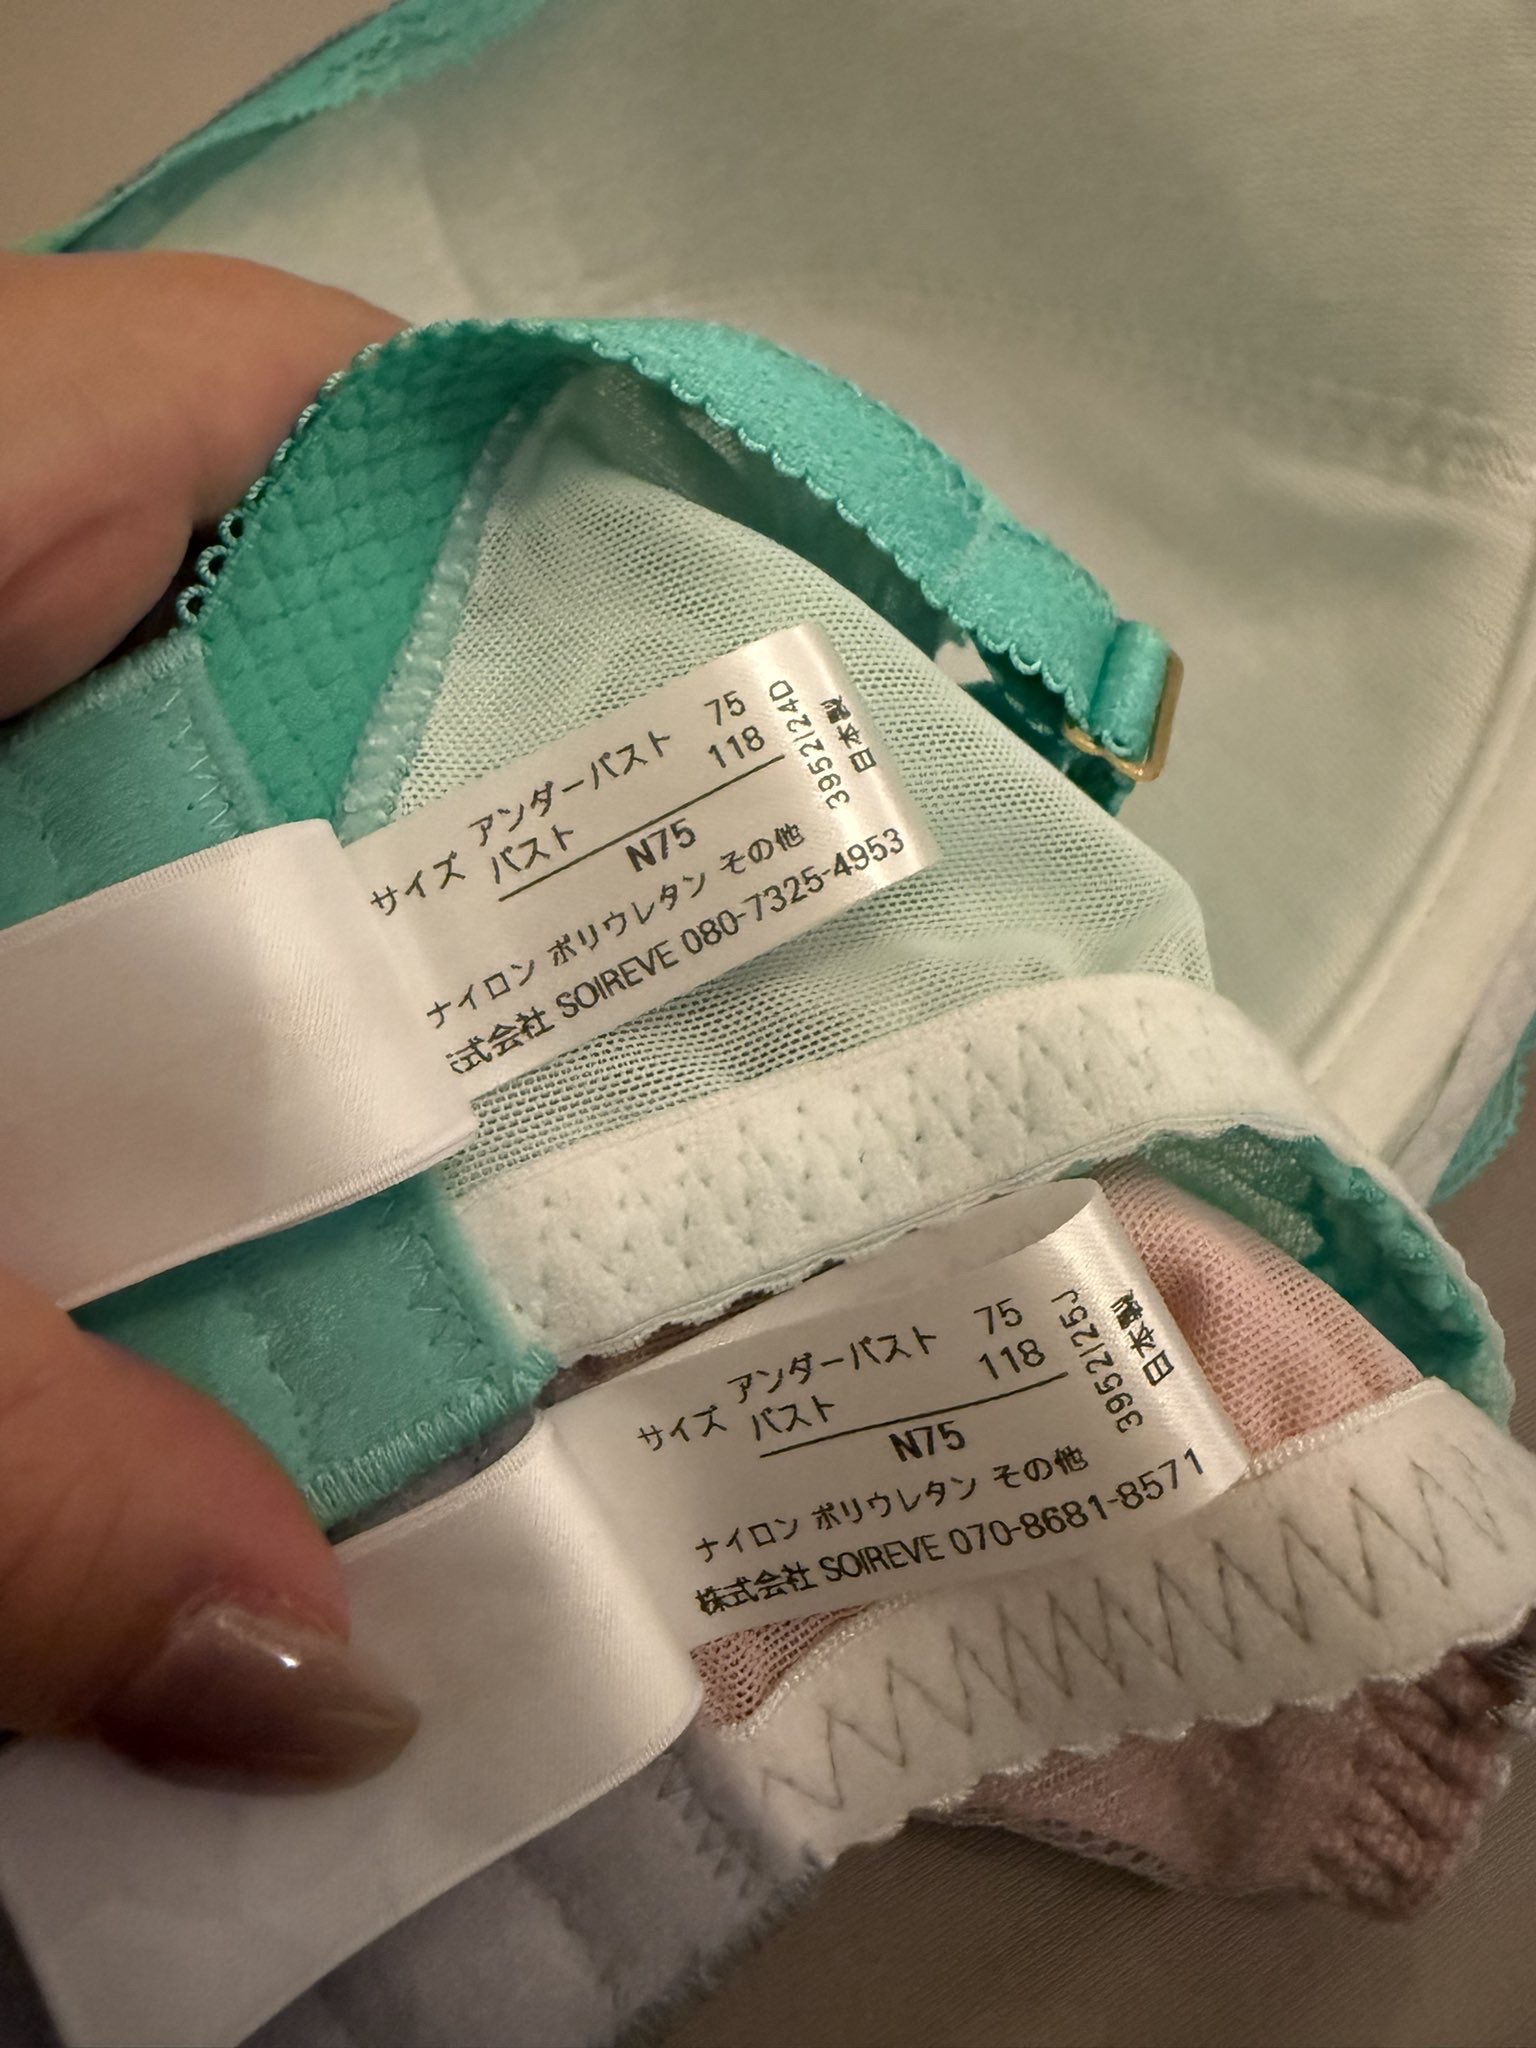 サイズ アンダーバスト 75
バスト 118
N75
ナイロン ポリウレタン その他
式会社 SOIREVE 080-7325-4953
3952I24D
日本製
サイズ アンダーバスト 75
バスト 118
N75
ナイロン ポリウレタン その他
株式会社 SOIREVE 070-8681-8571
3952I25J
日本製